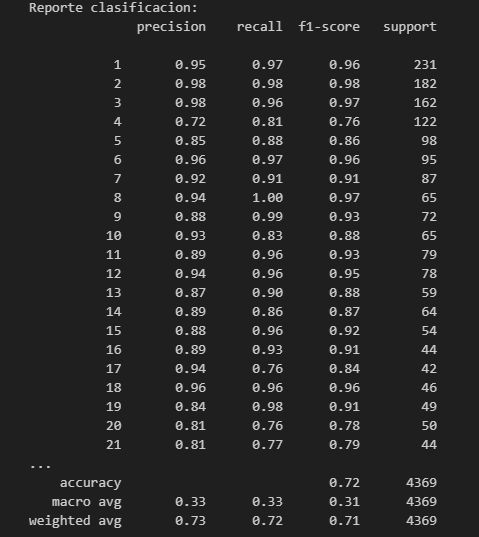 Reporte clasificacion:
precision recall f1-score support
1 0.95 0.97 0.96 231
2 0.98 0.98 0.98 182
3 0.98 0.96 0.97 162
4 0.72 0.81 0.76 122
5 0.85 0.88 0.86 98
6 0.96 0.97 0.96 95
7 0.92 0.91 0.91 87
8 0.94 1.00 0.97 65
9 0.88 0.99 0.93 72
10 0.93 0.83 0.88 65
11 0.89 0.96 0.93 79
12 0.94 0.96 0.95 78
13 0.87 0.90 0.88 59
14 0.89 0.86 0.87 64
15 0.88 0.96 0.92 54
16 0.89 0.93 0.91 44
17 0.94 0.76 0.84 42
18 0.96 0.96 0.96 46
19 0.84 0.98 0.91 49
20 0.81 0.76 0.78 50
21 0.81 0.77 0.79 44
...
accuracy 0.72 4369
macro avg 0.33 0.33 0.31 4369
weighted avg 0.73 0.72 0.71 4369